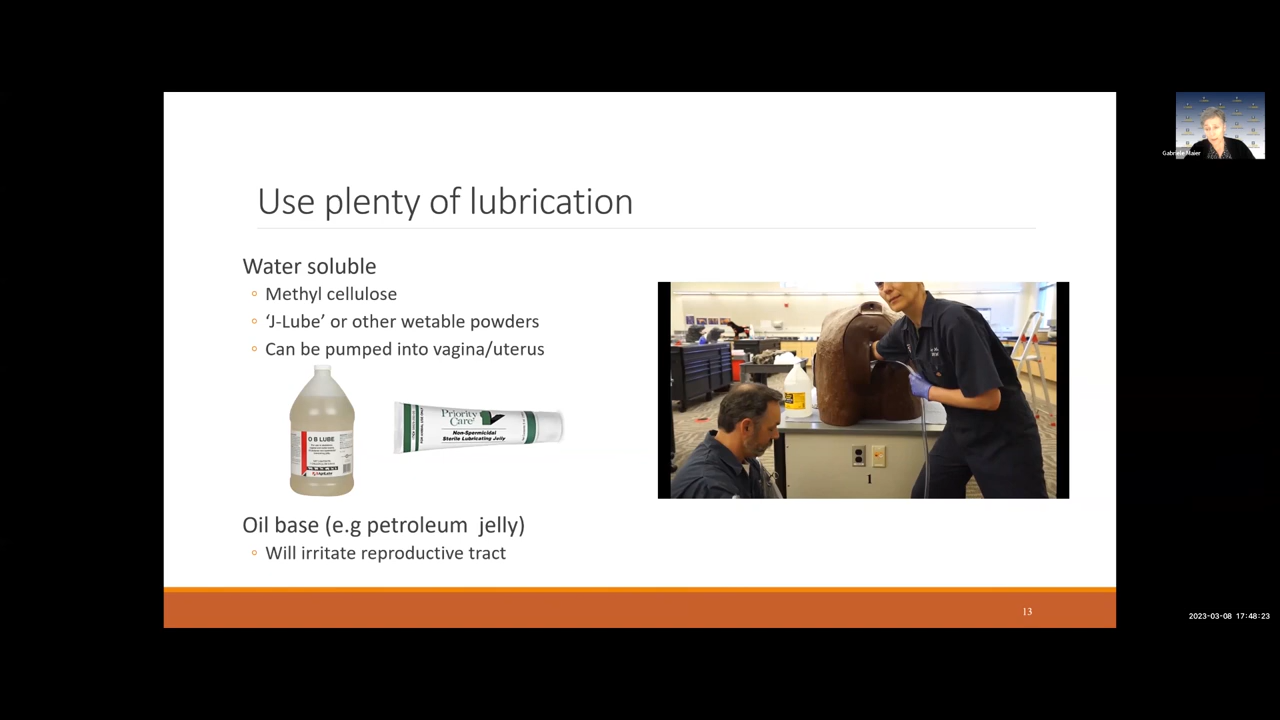 Use plenty of lubrication
Water soluble
Methyl cellulose
‘J-Lube’ or other wetable powders
Can be pumped into vagina/uterus
O B LUBE
Priority
Care
Non-Spermicidal
Sterile Lubricating Jelly
1
Oil base (e.g petroleum jelly)
Will irritate reproductive tract
13
Gabriele Maier
2023-03-08 17:48:23